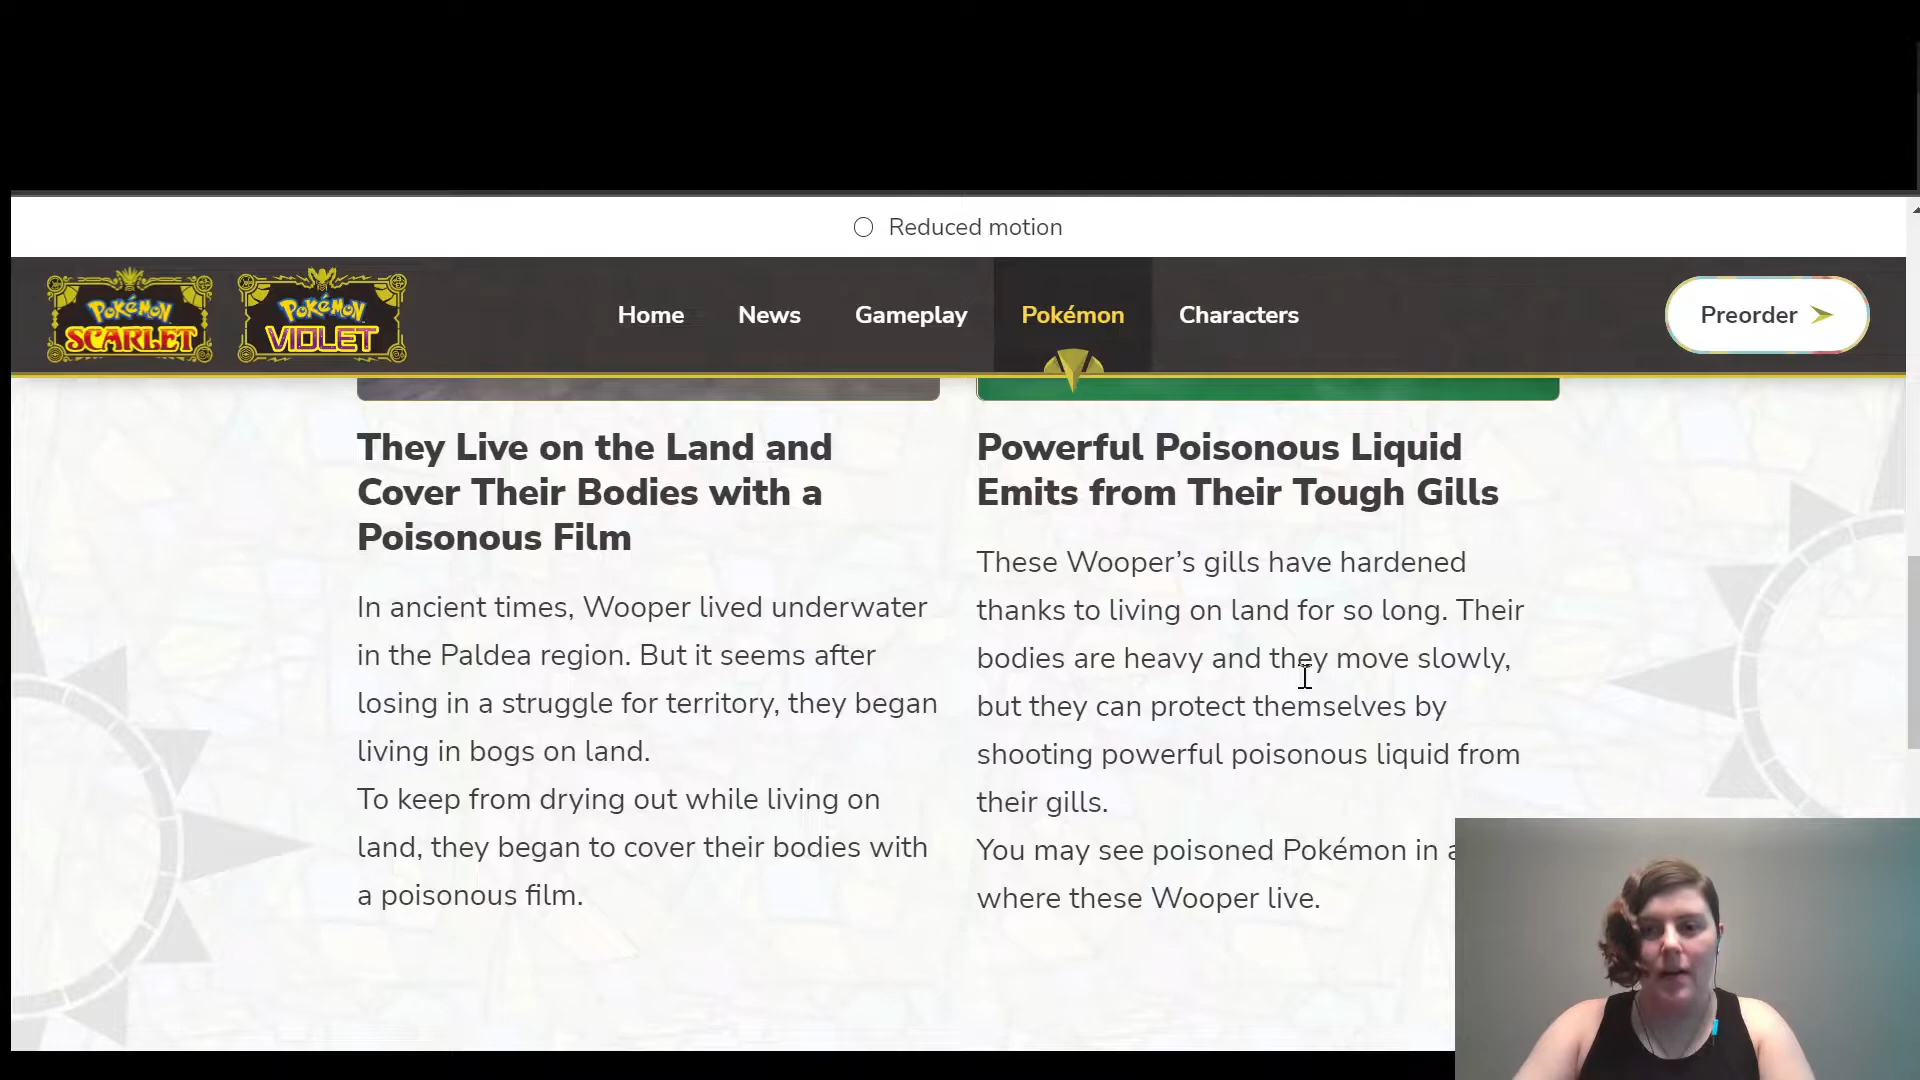 Reduced motion
POKéMON
SCARLET
POKéMON
VIOLET
Home
News
Gameplay
Pokémon
Characters
Preorder
They Live on the Land and
Cover Their Bodies with a
Poisonous Film
In ancient times, Wooper lived underwater
in the Paldea region. But it seems after
losing in a struggle for territory, they began
living in bogs on land.
To keep from drying out while living on
land, they began to cover their bodies with
a poisonous film.
Powerful Poisonous Liquid
Emits from Their Tough Gills
These Wooper’s gills have hardened
thanks to living on land for so long. Their
bodies are heavy and they move slowly,
but they can protect themselves by
shooting powerful poisonous liquid from
their gills.
You may see poisoned Pokémon in
where these Wooper live.